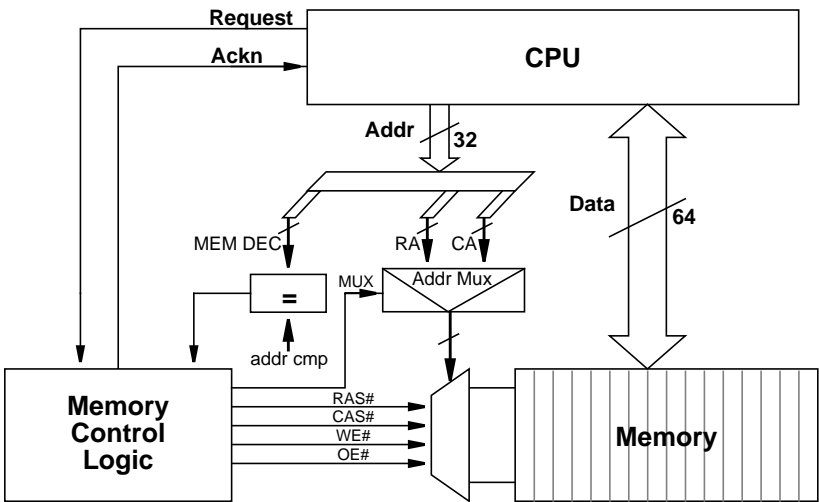 Request
Ackn
CPU
Addr
32
Data
64
MEM DEC
RA
CA
MUX
Addr Mux
=
addr cmp
Memory
Control
Logic
RAS#
CAS#
WE#
OE#
Memory